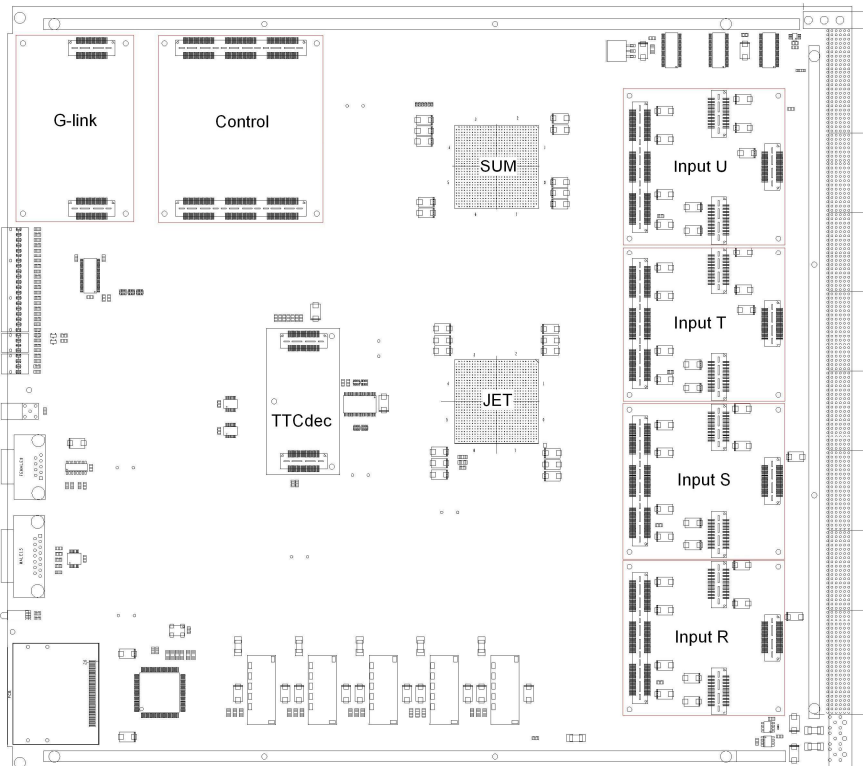 G-link
Control
SUM
Input U
Input T
TTCdec
JET
Input S
Input R